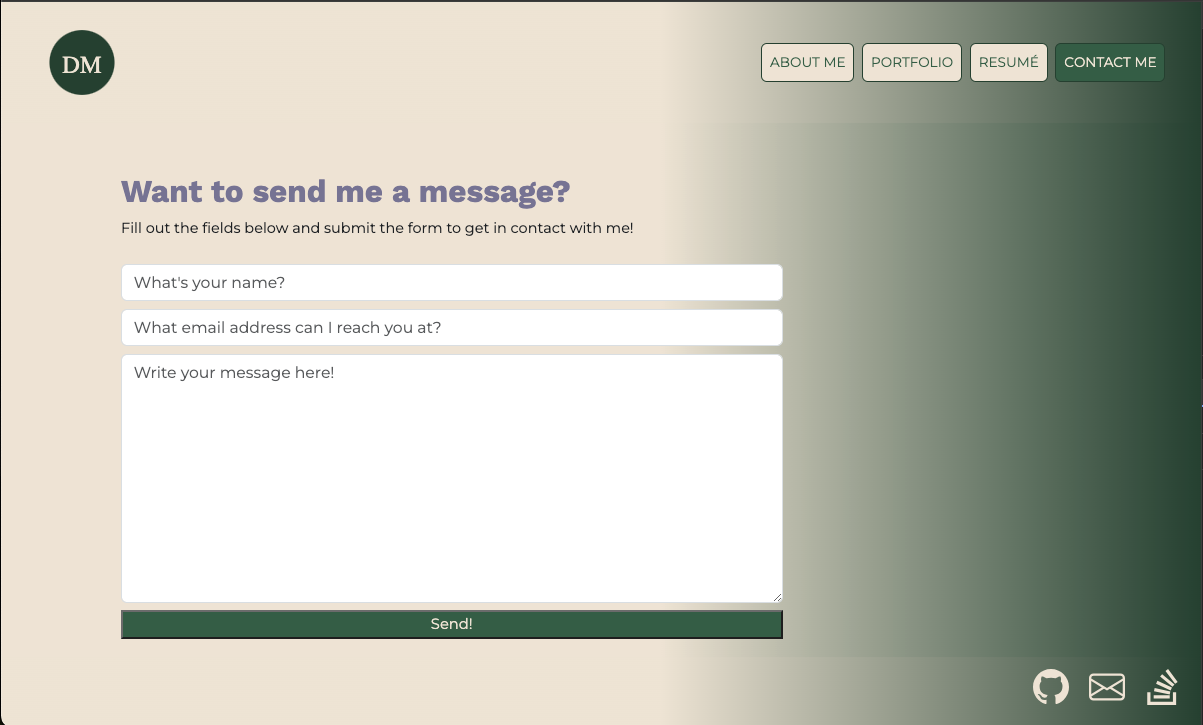 DM
ABOUT ME PORTFOLIO RESUMÉ CONTACT ME
Want to send me a message?
Fill out the fields below and submit the form to get in contact with me!
What's your name?
What email address can I reach you at?
Write your message here!
Send!